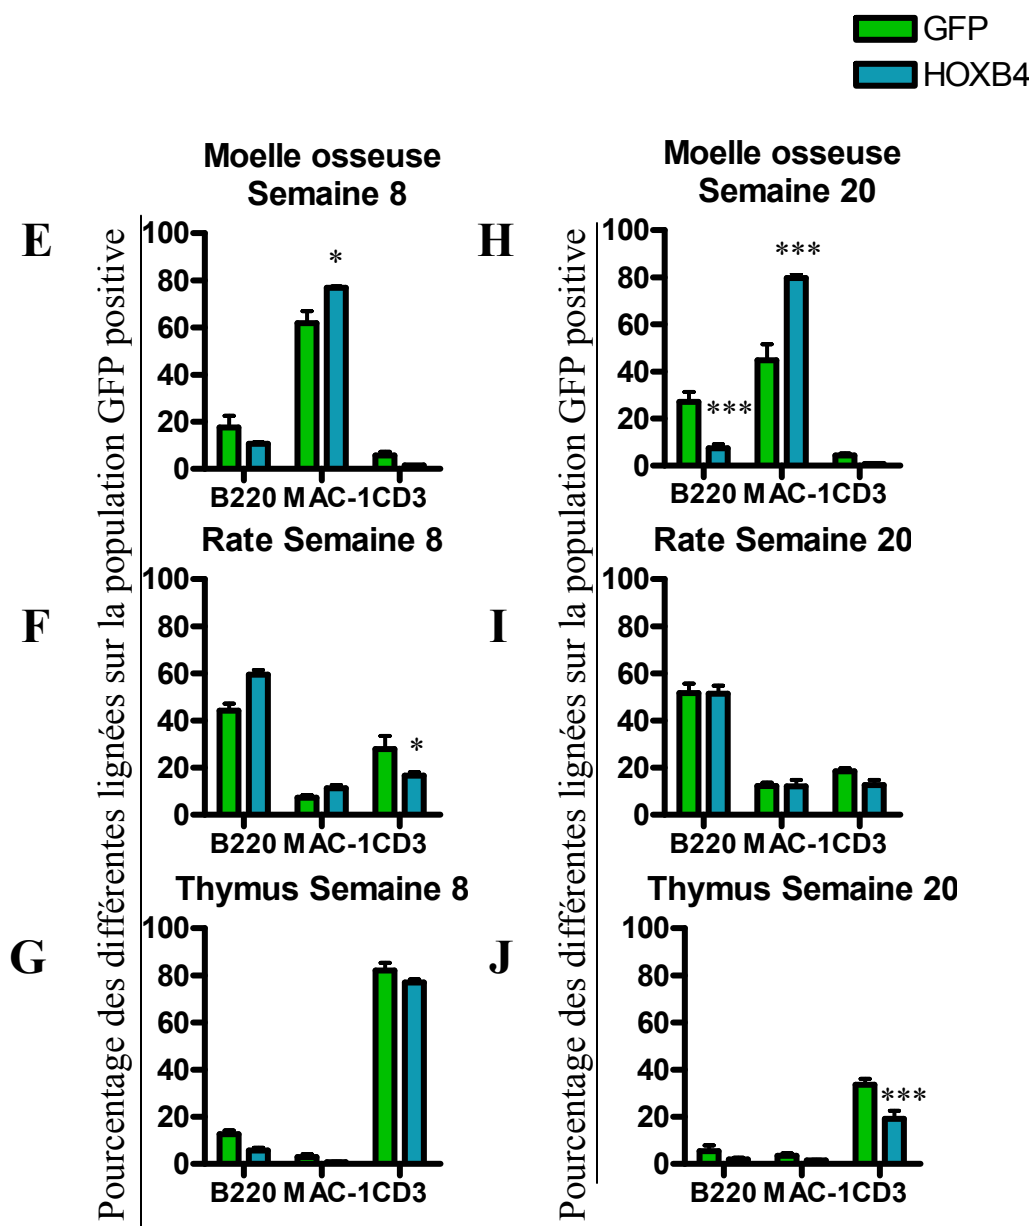 GFP
HOXB4
Moelle osseuse
Semaine 8
E
Pourcentage des différentes lignées sur la population GFP positive
100
80
60
40
20
0
*
B220 MAC-1CD3
Moelle osseuse
Semaine 20
H
Pourcentage des différentes lignées sur la population GFP positive
100
80
60
40
20
0
***
***
B220 MAC-1CD3
Rate Semaine 8
F
100
80
60
40
20
0
*
B220 MAC-1CD3
Rate Semaine 20
I
100
80
60
40
20
0
B220 MAC-1CD3
Thymus Semaine 8
G
100
80
60
40
20
0
B220 MAC-1CD3
Thymus Semaine 20
J
100
80
60
40
20
0
***
B220 MAC-1CD3